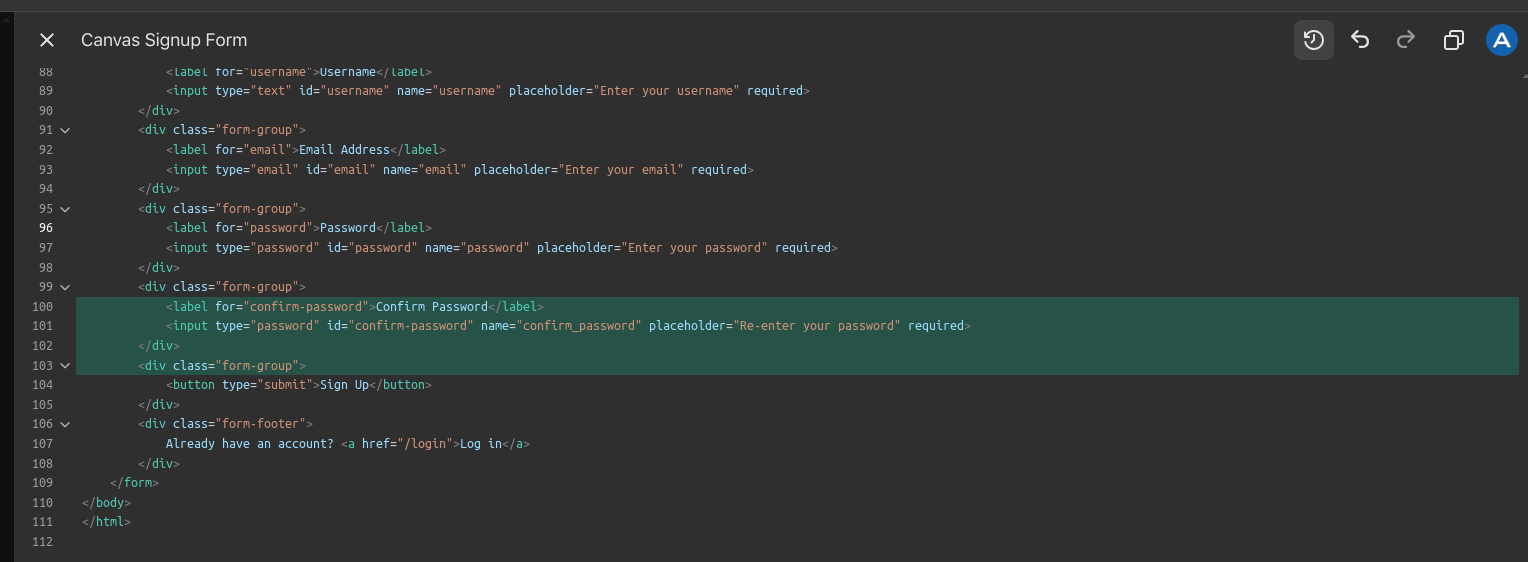 Canvas Signup Form
A
88 <label for="username">Username</label>
89 <input type="text" id="username" name="username" placeholder="Enter your username" required>
90 </div>
91 <div class="form-group">
92 <label for="email">Email Address</label>
93 <input type="email" id="email" name="email" placeholder="Enter your email" required>
94 </div>
95 <div class="form-group">
96 <label for="password">Password</label>
97 <input type="password" id="password" name="password" placeholder="Enter your password" required>
98 </div>
99 <div class="form-group">
100 <label for="confirm-password">Confirm Password</label>
101 <input type="password" id="confirm-password" name="confirm_password" placeholder="Re-enter your password" required>
102 </div>
103 <div class="form-group">
104 <button type="submit">Sign Up</button>
105 </div>
106 <div class="form-footer">
107 Already have an account? <a href="/login">Log in</a>
108 </div>
109 </form>
110 </body>
111 </html>
112